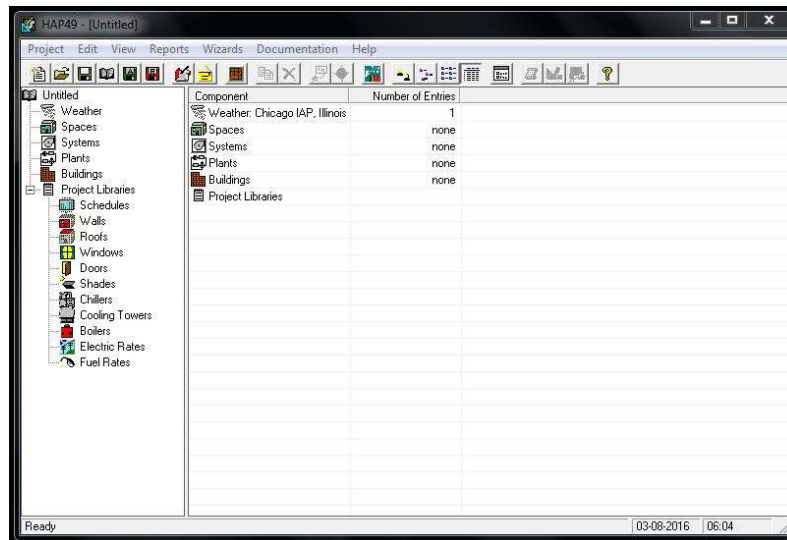 HAP49 - [Untitled]
Project Edit View Reports Wizards Documentation Help
Untitled
Weather
Spaces
Systems
Plants
Buildings
Project Libraries
Schedules
Walls
Roofs
Windows
Doors
Shades
Chillers
Cooling Towers
Boilers
Electric Rates
Fuel Rates
Component Number of Entries
Weather: Chicago IAP, Illinois 1
Spaces none
Systems none
Plants none
Buildings none
Project Libraries
Ready 03-08-2016 06:04